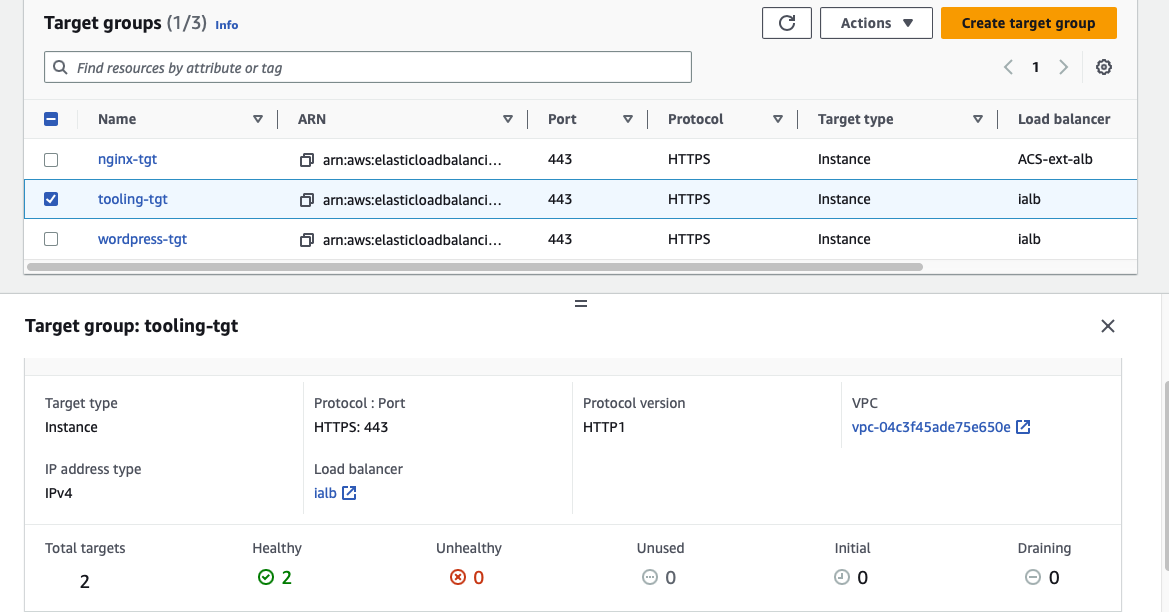 Target groups (1/3) Info
Actions
Create target group
Find resources by attribute or tag
1
Name ARN Port Protocol Target type Load balancer
nginx-tgt arn:aws:elasticloadbalanci... 443 HTTPS Instance ACS-ext-alb
tooling-tgt arn:aws:elasticloadbalanci... 443 HTTPS Instance ialb
wordpress-tgt arn:aws:elasticloadbalanci... 443 HTTPS Instance ialb
Target group: tooling-tgt
Target type Protocol : Port Protocol version VPC
Instance HTTPS: 443 HTTP1 vpc-04c3f45ade75e650e
IP address type Load balancer
IPv4 ialb
Total targets Healthy Unhealthy Unused Initial Draining
2 2 0 0 0 0